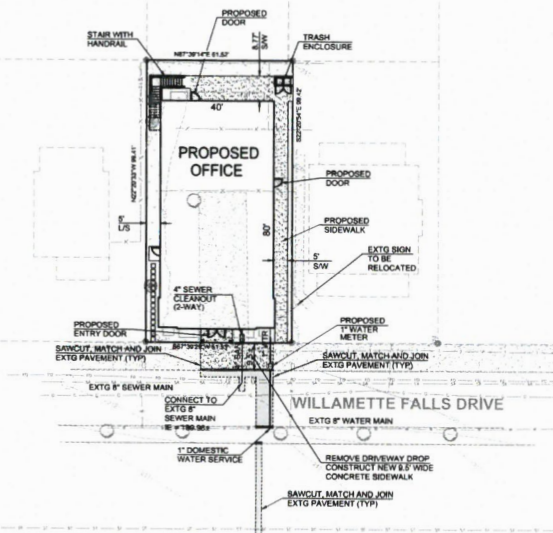 PROPOSED
DOOR
STAIR WITH
HANDRAIL
TRASH
ENCLOSURE
8.77'
S/W
40'
PROPOSED
OFFICE
PROPOSED
DOOR
5'
L/S
80'
PROPOSED
SIDEWALK
5'
S/W
EXTG SIGN
TO BE
RELOCATED
4" SEWER
CLEANOUT
(2-WAY)
PROPOSED
ENTRY DOOR
PROPOSED
1" WATER
METER
SAWCUT, MATCH AND JOIN
EXTG PAVEMENT (TYP)
SAWCUT, MATCH AND JOIN
EXTG PAVEMENT (TYP)
EXTG 8" SEWER MAIN
CONNECT TO
EXTG 8"
SEWER MAIN
WILLAMETTE FALLS DRIVE
EXTG 8" WATER MAIN
1" DOMESTIC
WATER SERVICE
REMOVE DRIVEWAY DROP
CONSTRUCT NEW 9.5' WIDE
CONCRETE SIDEWALK
SAWCUT, MATCH AND JOIN
EXTG PAVEMENT (TYP)